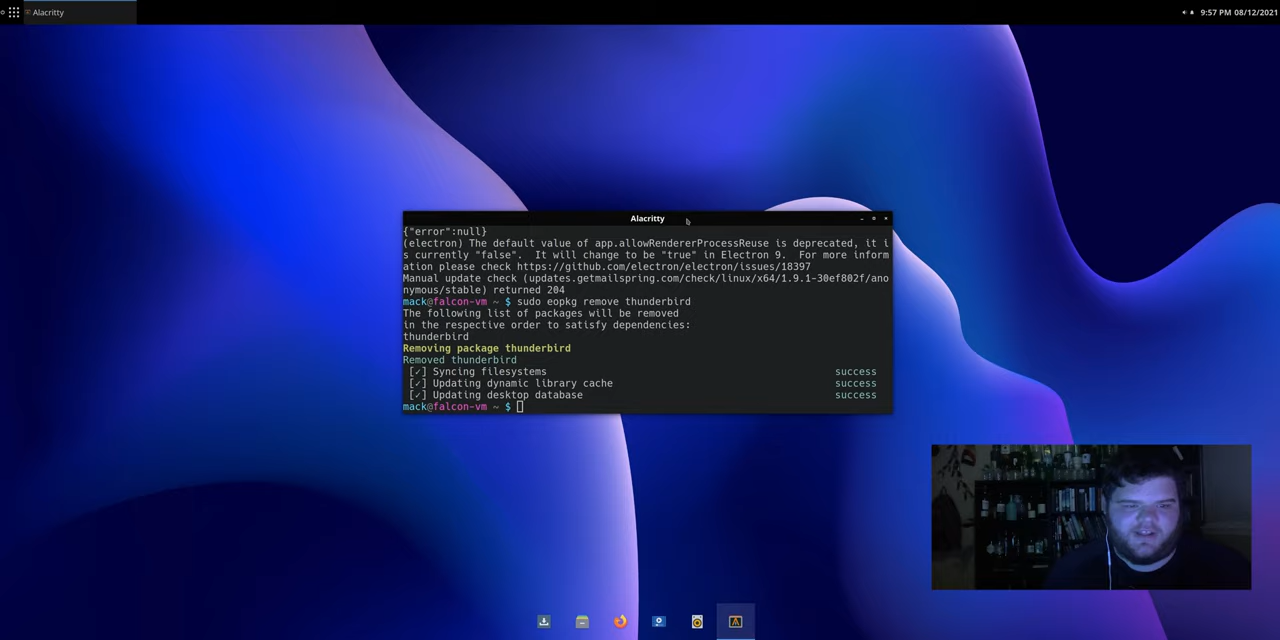 Alacritty
9:57 PM 08/12/2021
Alacritty
{"error":null}
(electron) The default value of app.allowRendererProcessReuse is deprecated, it i
s currently "false".  It will change to be "true" in Electron 9.  For more inform
ation please check https://github.com/electron/electron/issues/18397
Manual update check (updates.getmailspring.com/check/linux/x64/1.9.1-30ef802f/ano
nymous/stable) returned 204
mack@falcon-vm ~ $ sudo eopkg remove thunderbird
The following list of packages will be removed
in the respective order to satisfy dependencies:
thunderbird
Removing package thunderbird
Removed thunderbird
[✓] Syncing filesystems success
[✓] Updating dynamic library cache success
[✓] Updating desktop database success
mack@falcon-vm ~ $